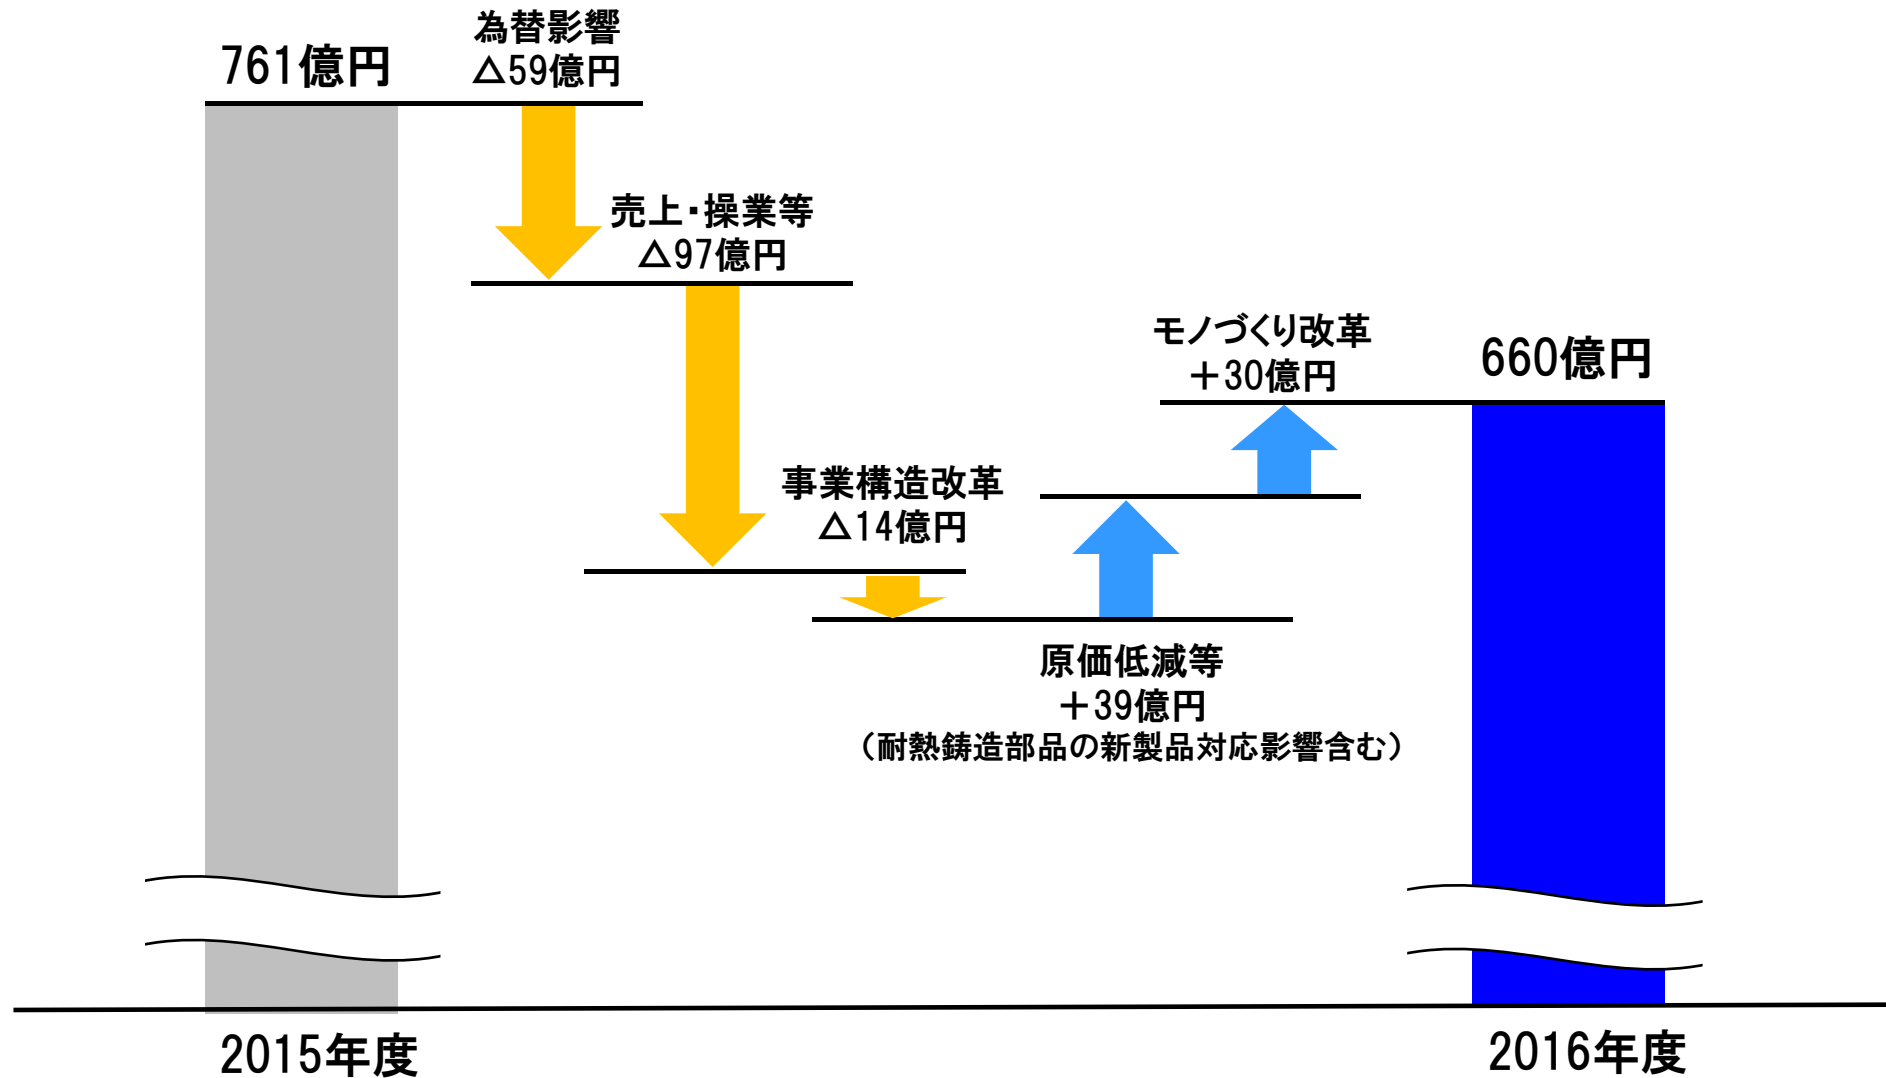 761億円
為替影響
△59億円
売上・操業等
△97億円
事業構造改革
△14億円
原価低減等
＋39億円
（耐熱鋳造部品の新製品対応影響含む）
モノづくり改革
＋30億円
660億円
2015年度
2016年度